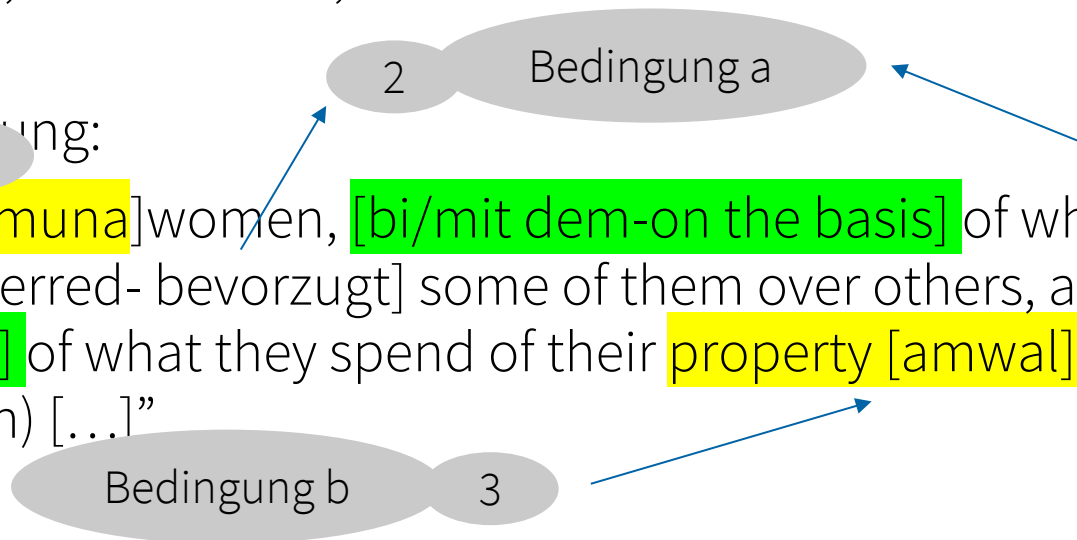 2 Bedingung a
ung:
muna]women, [bi/mit dem-on the basis] of wh
erred- bevorzugt] some of them over others, a
] of what they spend of their property [amwal]
n) […]”
Bedingung b 3